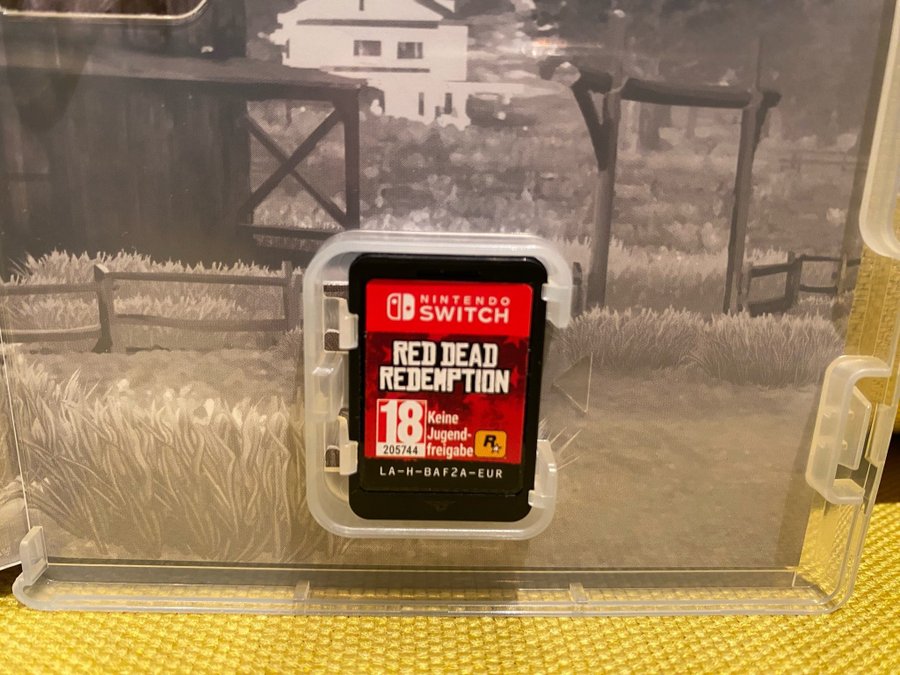 NINTENDO
SWITCH
RED DEAD
REDEMPTION
18
205744
Keine
Jugend-
freigabe
R
LA-H-BAF2A-EUR